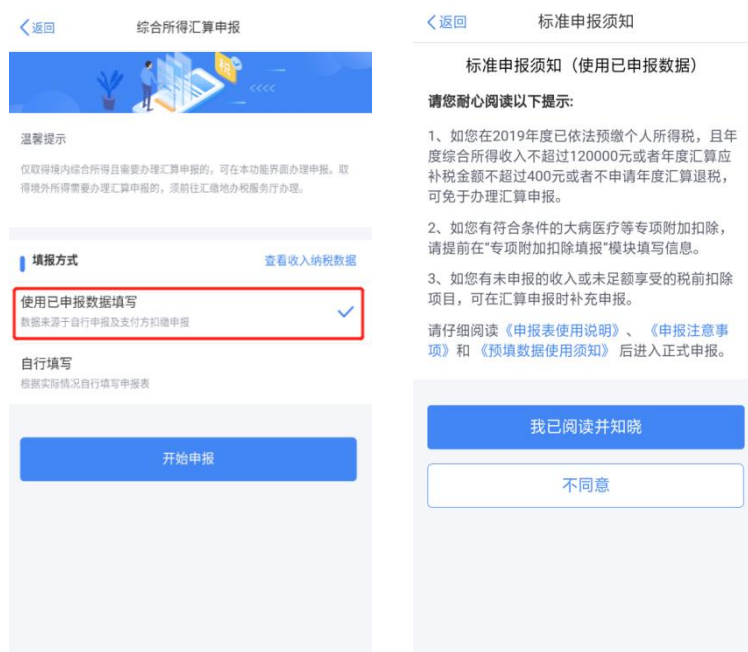 返回
综合所得汇算申报
税
温馨提示
仅取得境内综合所得且需要办理汇算申报的，可在本功能界面办理申报。取
得境外所得需要办理汇算申报的，须前往汇缴地办税服务厅办理。
填报方式
查看收入纳税数据
使用已申报数据填写
数据来源于自行申报及支付方扣缴申报
自行填写
根据实际情况自行填写申报表
开始申报
返回
标准申报须知
标准申报须知（使用已申报数据）
请您耐心阅读以下提示:
1、如您在2019年度已依法预缴个人所得税，且年
度综合所得收入不超过120000元或者年度汇算应
补税金额不超过400元或者不申请年度汇算退税，
可免于办理汇算申报。
2、如您有符合条件的大病医疗等专项附加扣除，
请提前在“专项附加扣除填报”模块填写信息。
3、如您有未申报的收入或未足额享受的税前扣除
项目，可在汇算申报时补充申报。
请仔细阅读《申报表使用说明》、《申报注意事
项》和《预填数据使用须知》后进入正式申报。
我已阅读并知晓
不同意